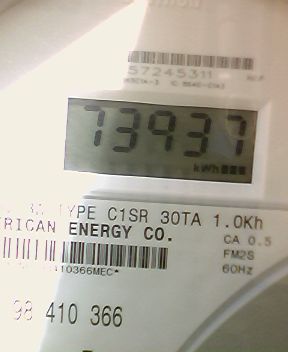 57245311
73937
kWh
TYPE C1SR 30TA 1.0Kh
RICAN ENERGY CO.
CA 0.5
FM2S
60Hz
10366MEC*
98 410 366